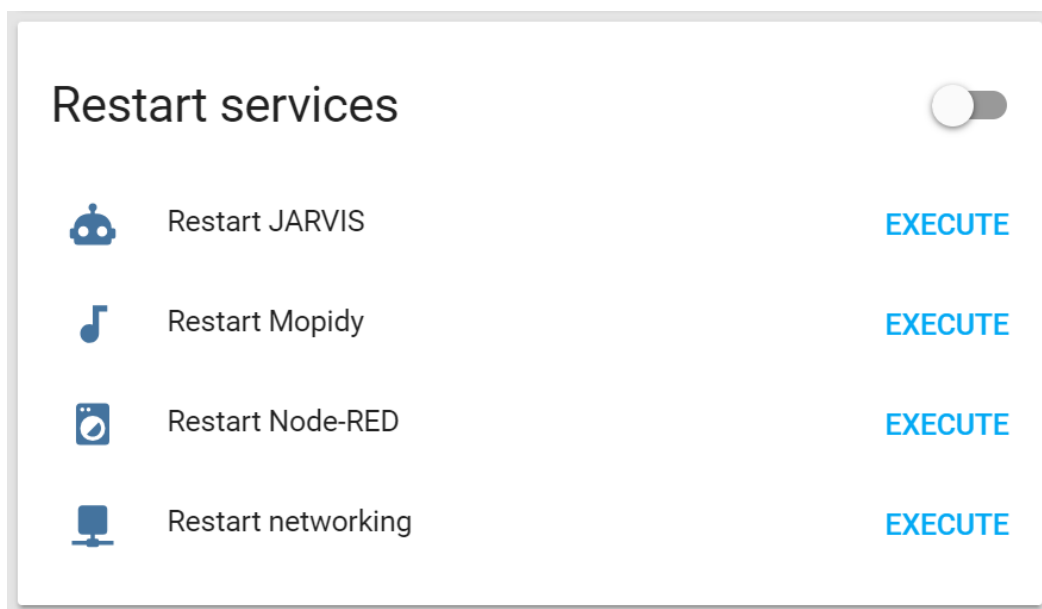 Restart services
Restart JARVIS EXECUTE
Restart Mopidy EXECUTE
Restart Node-RED EXECUTE
Restart networking EXECUTE